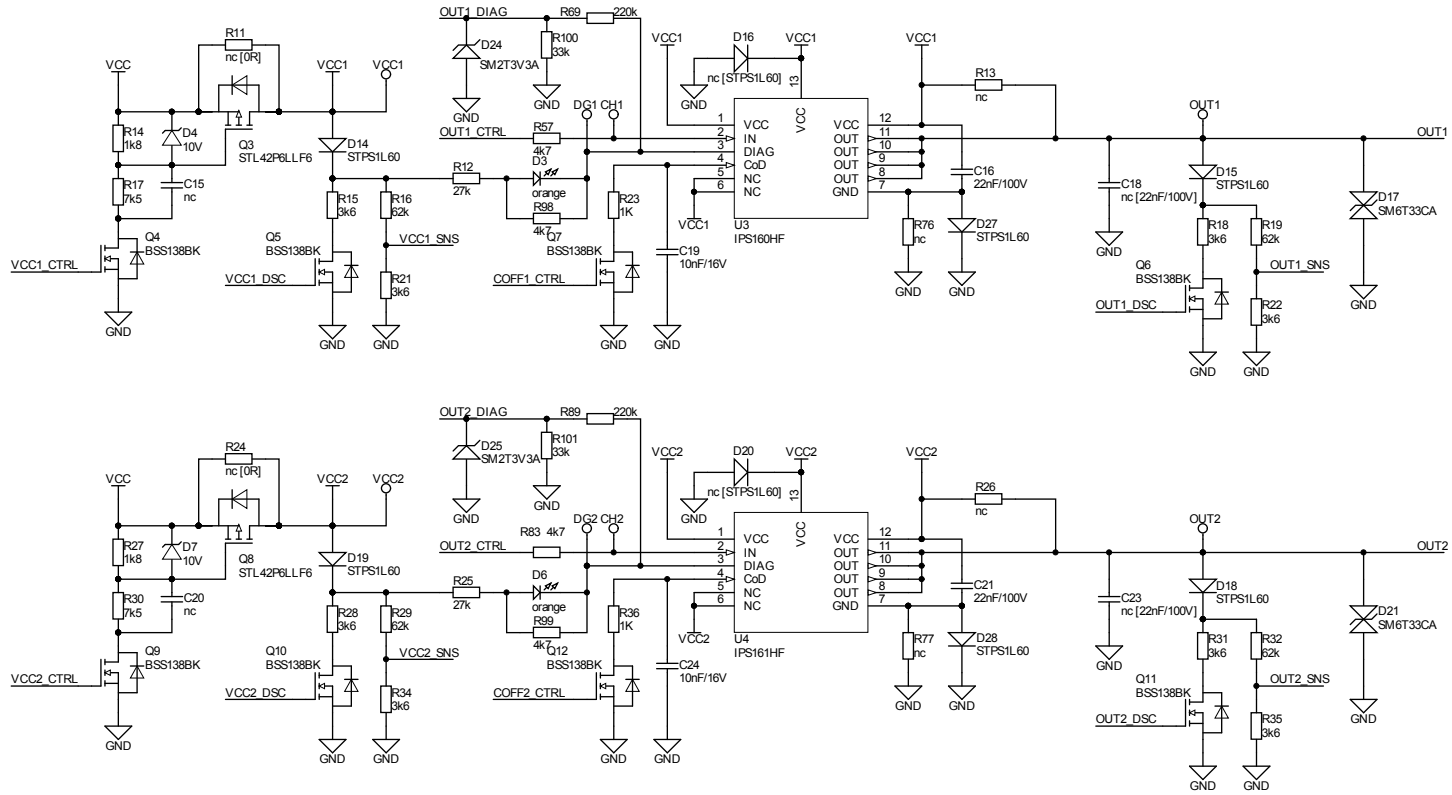 OUT1_DIAG
R69
220k
R11
nc [0R]
D24
SM2T3V3A
R100
33k
VCC1
D16
nc [STPS1L60]
VCC1
VCC1
VCC
VCC1
VCC1
GND
13
R13
nc
GND
GND
DG1 CH1
OUT1
R14
1k8
D4
10V
Q3
STL42P6LLF6
D14
STPS1L60
OUT1_CTRL
R57
4k7
1
2
3
4
5
6
VCC
IN
DIAG
CoD
NC
NC
VCC
VCC
OUT
OUT
OUT
OUT
GND
12
11
10
9
8
7
OUT1
R17
7k5
C15
nc
R12
27k
D3
orange
R98
4k7
R15
3k6
R16
62k
R23
1K
VCC1
U3
IPS160HF
C16
22nF/100V
C18
nc [22nF/100V]
D15
STPS1L60
D17
SM6T33CA
Q4
BSS138BK
VCC1_CTRL
Q5
BSS138BK
VCC1_SNS
VCC1_DSC
R21
3k6
Q7
BSS138BK
COFF1_CTRL
C19
10nF/16V
R76
nc
D27
STPS1L60
R18
3k6
R19
62k
Q6
BSS138BK
OUT1_SNS
OUT1_DSC
R22
3k6
GND
GND
GND
GND
GND
GND
GND
GND
GND
GND
GND
OUT2_DIAG
R89
220k
R24
nc [0R]
D25
SM2T3V3A
R101
33k
VCC2
D20
nc [STPS1L60]
VCC2
VCC2
VCC
VCC2
VCC2
GND
13
R26
nc
GND
GND
DG2 CH2
OUT2
R27
1k8
D7
10V
Q8
STL42P6LLF6
D19
STPS1L60
OUT2_CTRL
R83 4k7
1
2
3
4
5
6
VCC
IN
DIAG
CoD
NC
NC
VCC
VCC
OUT
OUT
OUT
OUT
GND
12
11
10
9
8
7
OUT2
R30
7k5
C20
nc
R25
27k
D6
orange
R99
4k7
R28
3k6
R29
62k
R36
1K
VCC2
U4
IPS161HF
C21
22nF/100V
C23
nc [22nF/100V]
D18
STPS1L60
D21
SM6T33CA
Q9
BSS138BK
VCC2_CTRL
Q10
BSS138BK
VCC2_SNS
VCC2_DSC
R34
3k6
Q12
BSS138BK
COFF2_CTRL
C24
10nF/16V
R77
nc
D28
STPS1L60
R31
3k6
R32
62k
Q11
BSS138BK
OUT2_SNS
OUT2_DSC
R35
3k6
GND
GND
GND
GND
GND
GND
GND
GND
GND
GND
GND